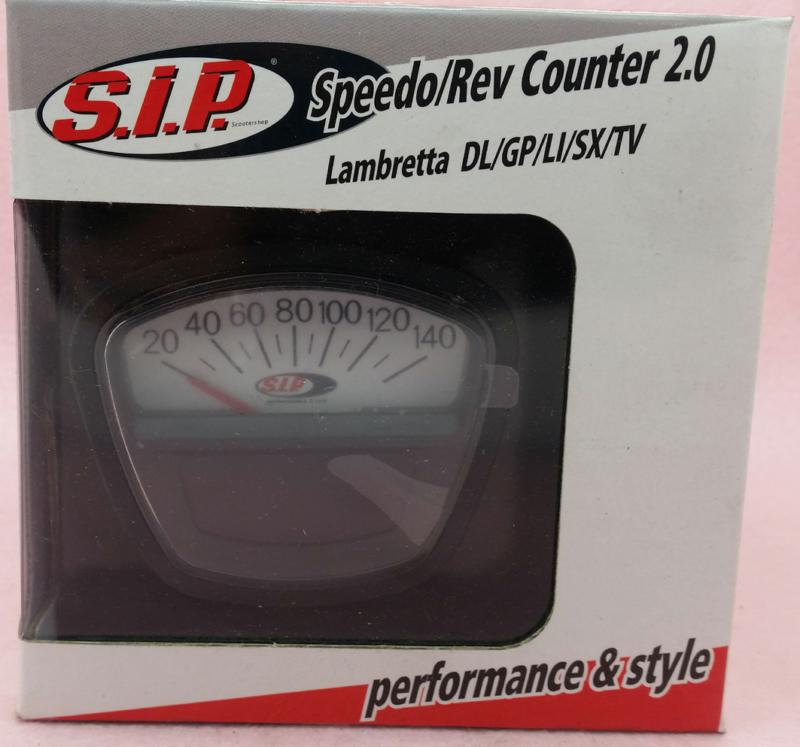 S.I.P.®
Scootershop
Speedo/Rev Counter 2.0
Lambretta DL/GP/LI/SX/TV
20 40 60 80 100 120 140
S.I.P.
performance & style